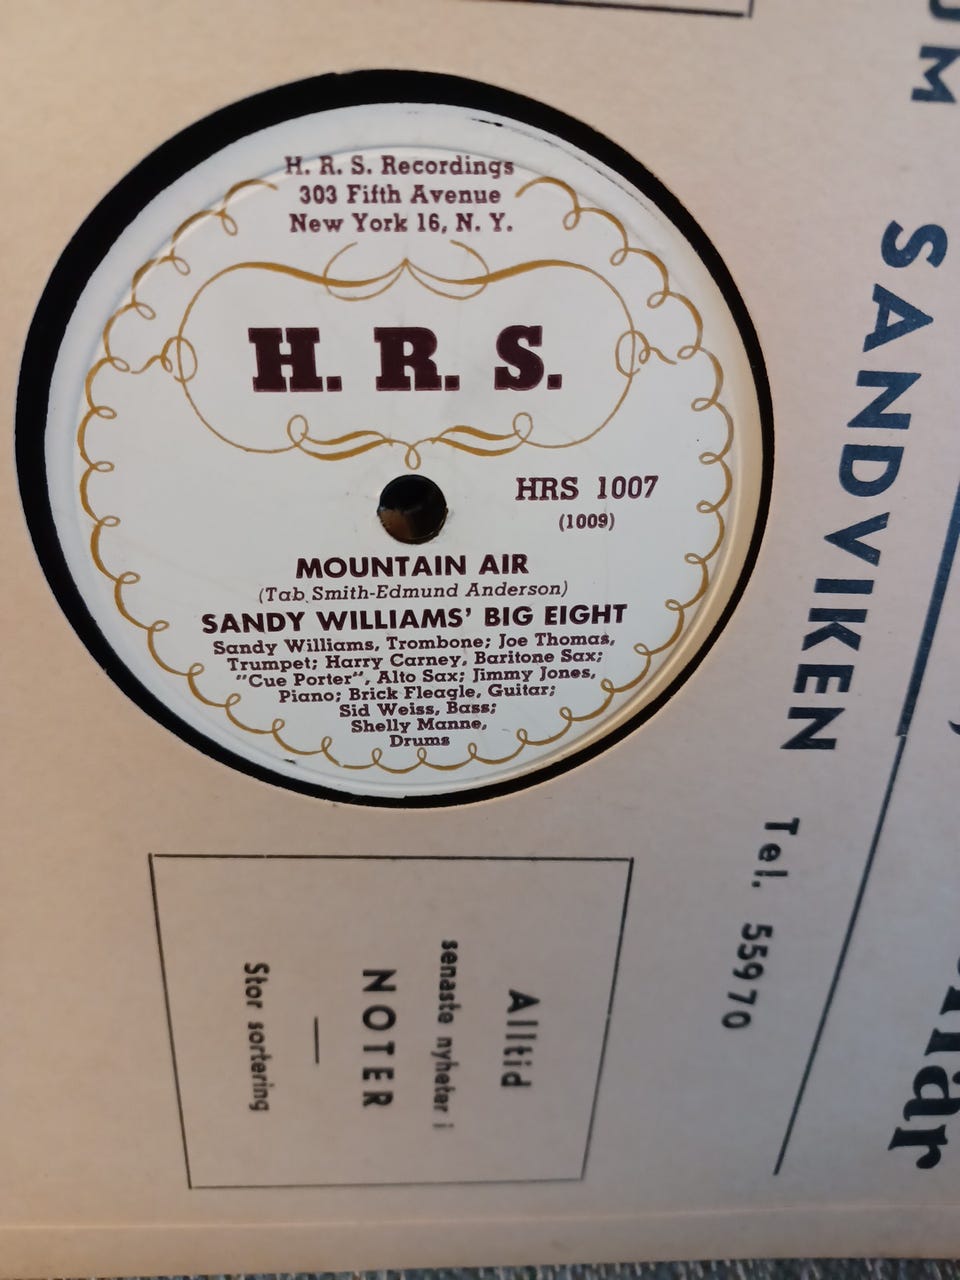 H. R. S. Recordings
303 Fifth Avenue
New York 16, N. Y.
H. R. S.
HRS 1007
(1009)
MOUNTAIN AIR
(Tab Smith-Edmund Anderson)
SANDY WILLIAMS' BIG EIGHT
Sandy Williams, Trombone; Joe Thomas,
Trumpet; Harry Carney, Baritone Sax;
"Cue Porter", Alto Sax; Jimmy Jones,
Piano; Brick Fleagle, Guitar;
Sid Weiss, Bass;
Shelly Manne,
Drums
SANDVIKEN Tel. 55970
Alltid
senaste nyheter i
NOTER
Stor sortering